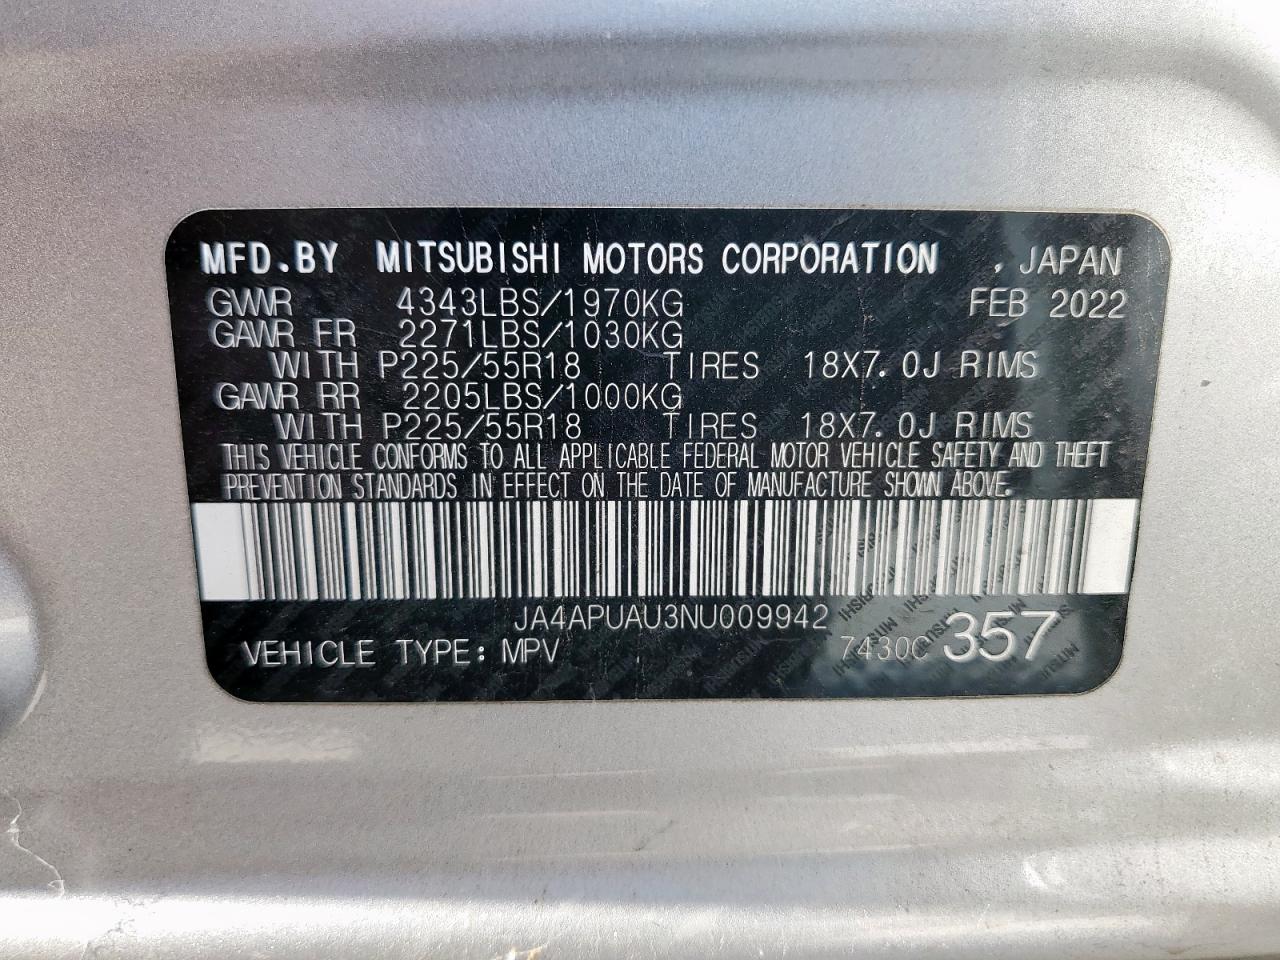 MFD.BY MITSUBISHI MOTORS CORPORATION , JAPAN
GVWR 4343LBS/1970KG FEB 2022
GAWR FR 2271LBS/1030KG
WITH P225/55R18 TIRES 18X7.0J RIMS
GAWR RR 2205LBS/1000KG
WITH P225/55R18 TIRES 18X7.0J RIMS
THIS VEHICLE CONFORMS TO ALL APPLICABLE FEDERAL MOTOR VEHICLE SAFETY AND THEFT
PREVENTION STANDARDS IN EFFECT ON THE DATE OF MANUFACTURE SHOWN ABOVE.
JA4APUAU3NU009942
VEHICLE TYPE: MPV 7430C 357